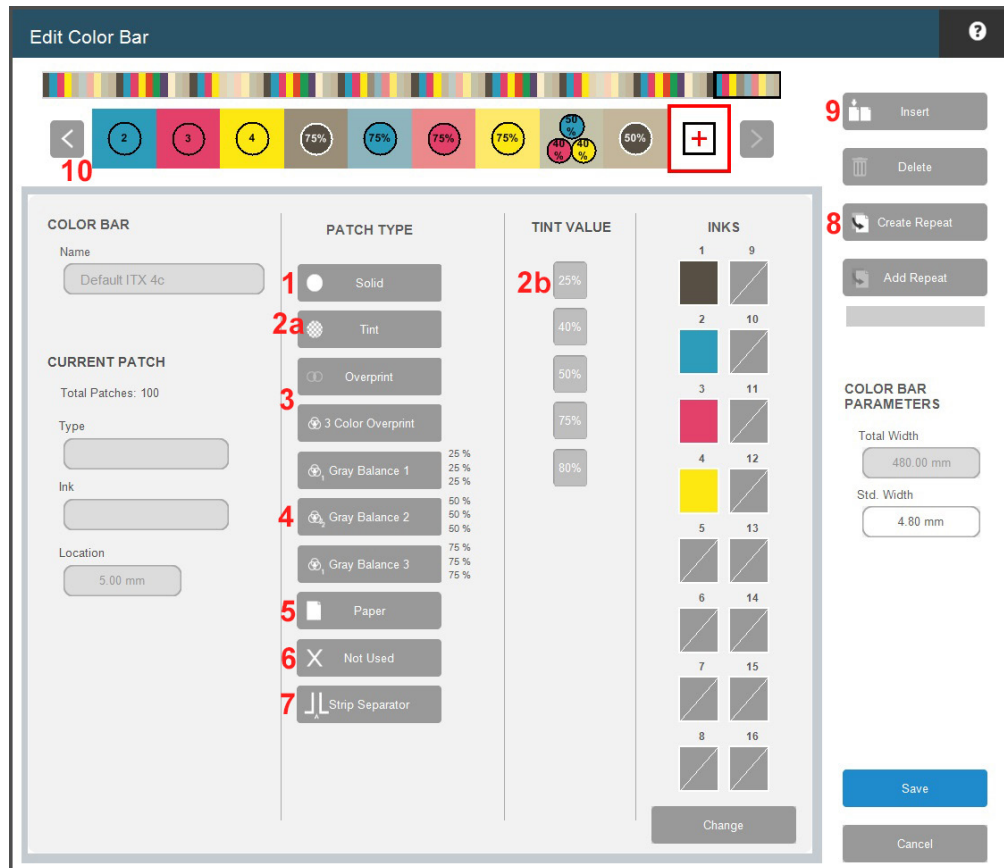 Edit Color Bar
?
2
3
4
75%
75%
75%
75%
50
%
40
%
40
%
50%
10
9
Insert
Delete
8
Create Repeat
Add Repeat
COLOR BAR
PARAMETERS
Total Width
480.00 mm
Std. Width
4.80 mm
Save
Cancel
COLOR BAR
Name
Default ITX 4c
CURRENT PATCH
Total Patches: 100
Type
Ink
Location
5.00 mm
PATCH TYPE
1
Solid
2a
Tint
Overprint
3
3 Color Overprint
Gray Balance 1
25 %
25 %
25 %
4
Gray Balance 2
50 %
50 %
50 %
Gray Balance 3
75 %
75 %
75 %
5
Paper
6
Not Used
7
Strip Separator
TINT VALUE
2b
25%
40%
50%
75%
80%
INKS
1 9
2 10
3 11
4 12
5 13
6 14
7 15
8 16
Change